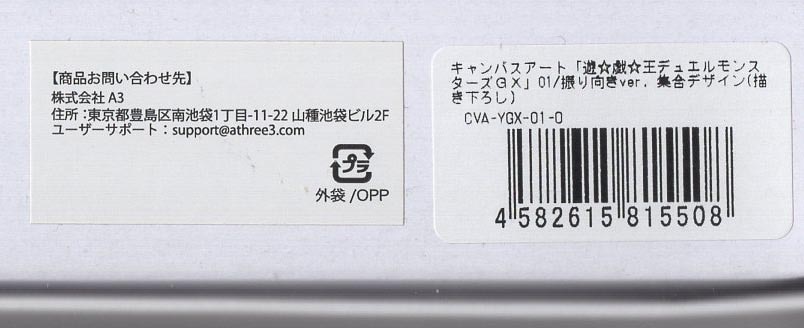 【商品お問い合わせ先】
株式会社 A3
住所 :東京都豊島区南池袋1丁目-11-22 山種池袋ビル2F
ユーザーサポート : support@athree3.com
プラ
外袋 /OPP
キャンバスアート「遊☆戯☆王デュエルモンス
ターズGX」01/振り向きver. 集合デザイン(描
き下ろし)
CVA-YGX-01-0
4 582615 815508